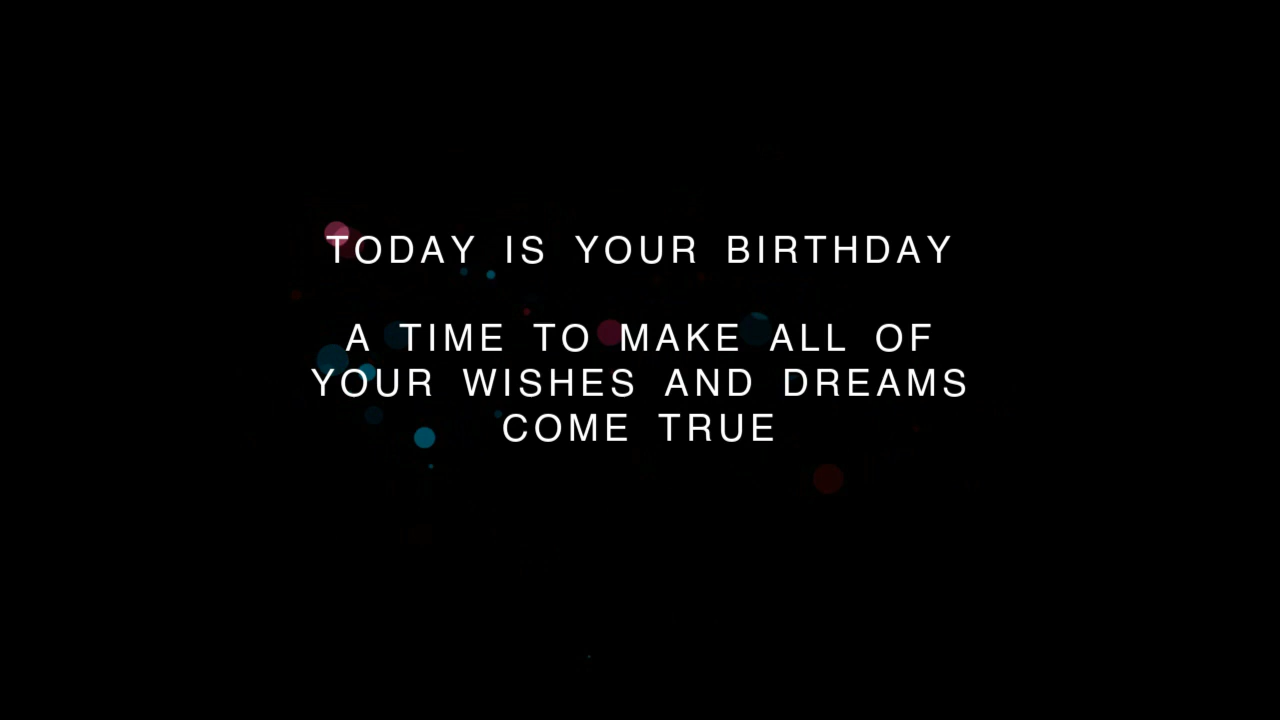 TODAY IS YOUR BIRTHDAY
A TIME TO MAKE ALL OF
YOUR WISHES AND DREAMS
COME TRUE